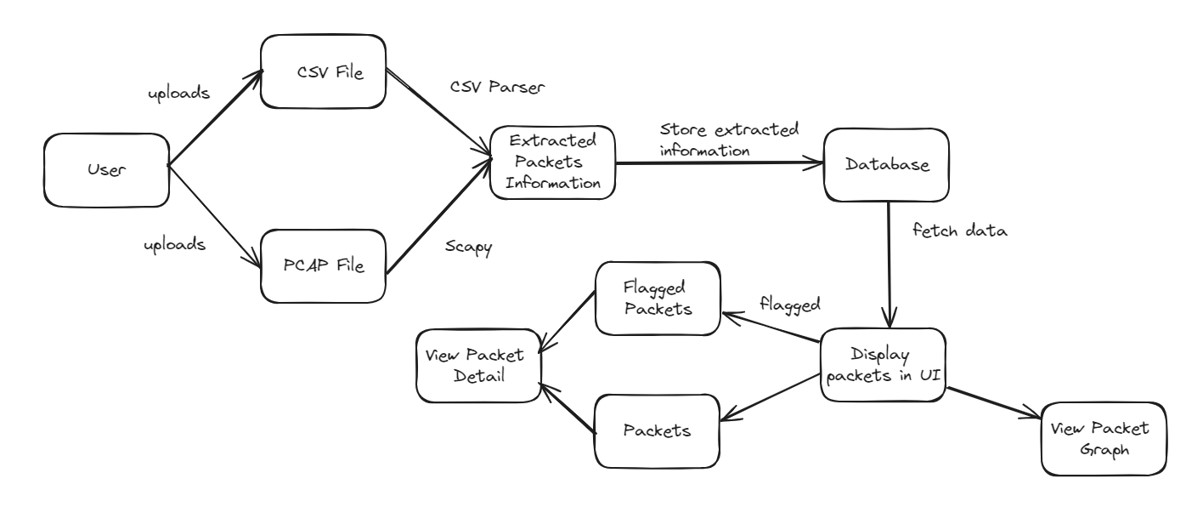 CSV File
uploads
CSV Parser
User
Extracted
Packets
Information
Store extracted
information
Database
uploads
PCAP File
Scapy
fetch data
Flagged
Packets
flagged
View Packet
Detail
Display
packets in UI
Packets
View Packet
Graph